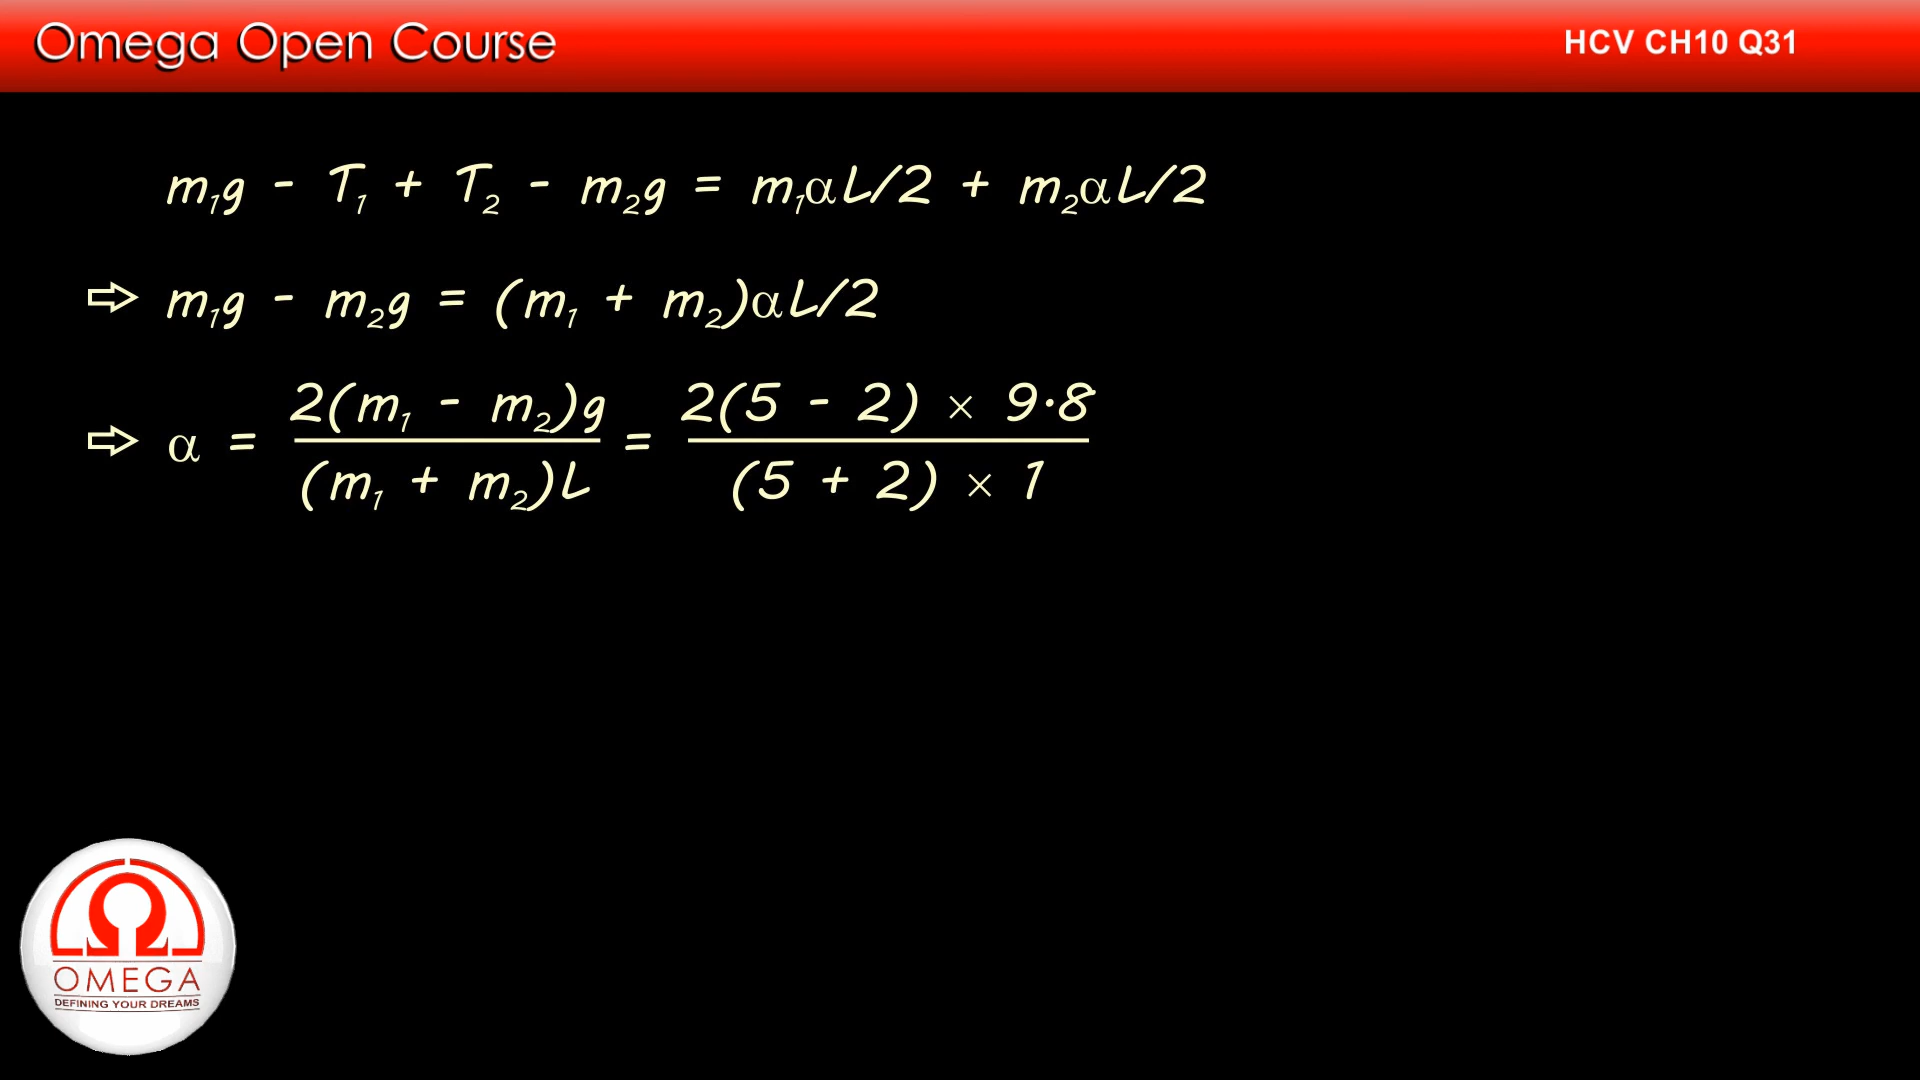 Omega Open Course
HCV CH10 Q31
m₁g - T₁ + T₂ - m₂g = m₁αL/2 + m₂αL/2
⇨ m₁g - m₂g = (m₁ + m₂)αL/2
⇨ α = 2(m₁ - m₂)g / (m₁ + m₂)L = 2(5 - 2) × 9·8 / (5 + 2) × 1
OMEGA
DEFINING YOUR DREAMS